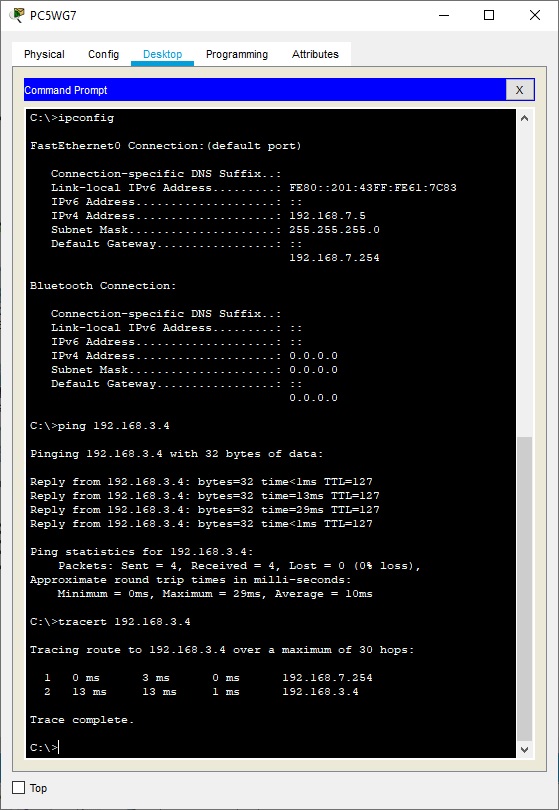 PC5WG7
Physical Config Desktop Programming Attributes
Command Prompt X
C:\>ipconfig
FastEthernet0 Connection:(default port)
Connection-specific DNS Suffix..:
Link-local IPv6 Address.........: FE80::201:43FF:FE61:7C83
IPv6 Address....................: ::
IPv4 Address....................: 192.168.7.5
Subnet Mask.....................: 255.255.255.0
Default Gateway.................: ::
192.168.7.254
Bluetooth Connection:
Connection-specific DNS Suffix..:
Link-local IPv6 Address.........: ::
IPv6 Address....................: ::
IPv4 Address....................: 0.0.0.0
Subnet Mask.....................: 0.0.0.0
Default Gateway.................: ::
0.0.0.0
C:\>ping 192.168.3.4
Pinging 192.168.3.4 with 32 bytes of data:
Reply from 192.168.3.4: bytes=32 time<1ms TTL=127
Reply from 192.168.3.4: bytes=32 time=13ms TTL=127
Reply from 192.168.3.4: bytes=32 time=29ms TTL=127
Reply from 192.168.3.4: bytes=32 time<1ms TTL=127
Ping statistics for 192.168.3.4:
Packets: Sent = 4, Received = 4, Lost = 0 (0% loss),
Approximate round trip times in milli-seconds:
Minimum = 0ms, Maximum = 29ms, Average = 10ms
C:\>tracert 192.168.3.4
Tracing route to 192.168.3.4 over a maximum of 30 hops:
1 0 ms 3 ms 0 ms 192.168.7.254
2 13 ms 13 ms 1 ms 192.168.3.4
Trace complete.
C:\>
Top